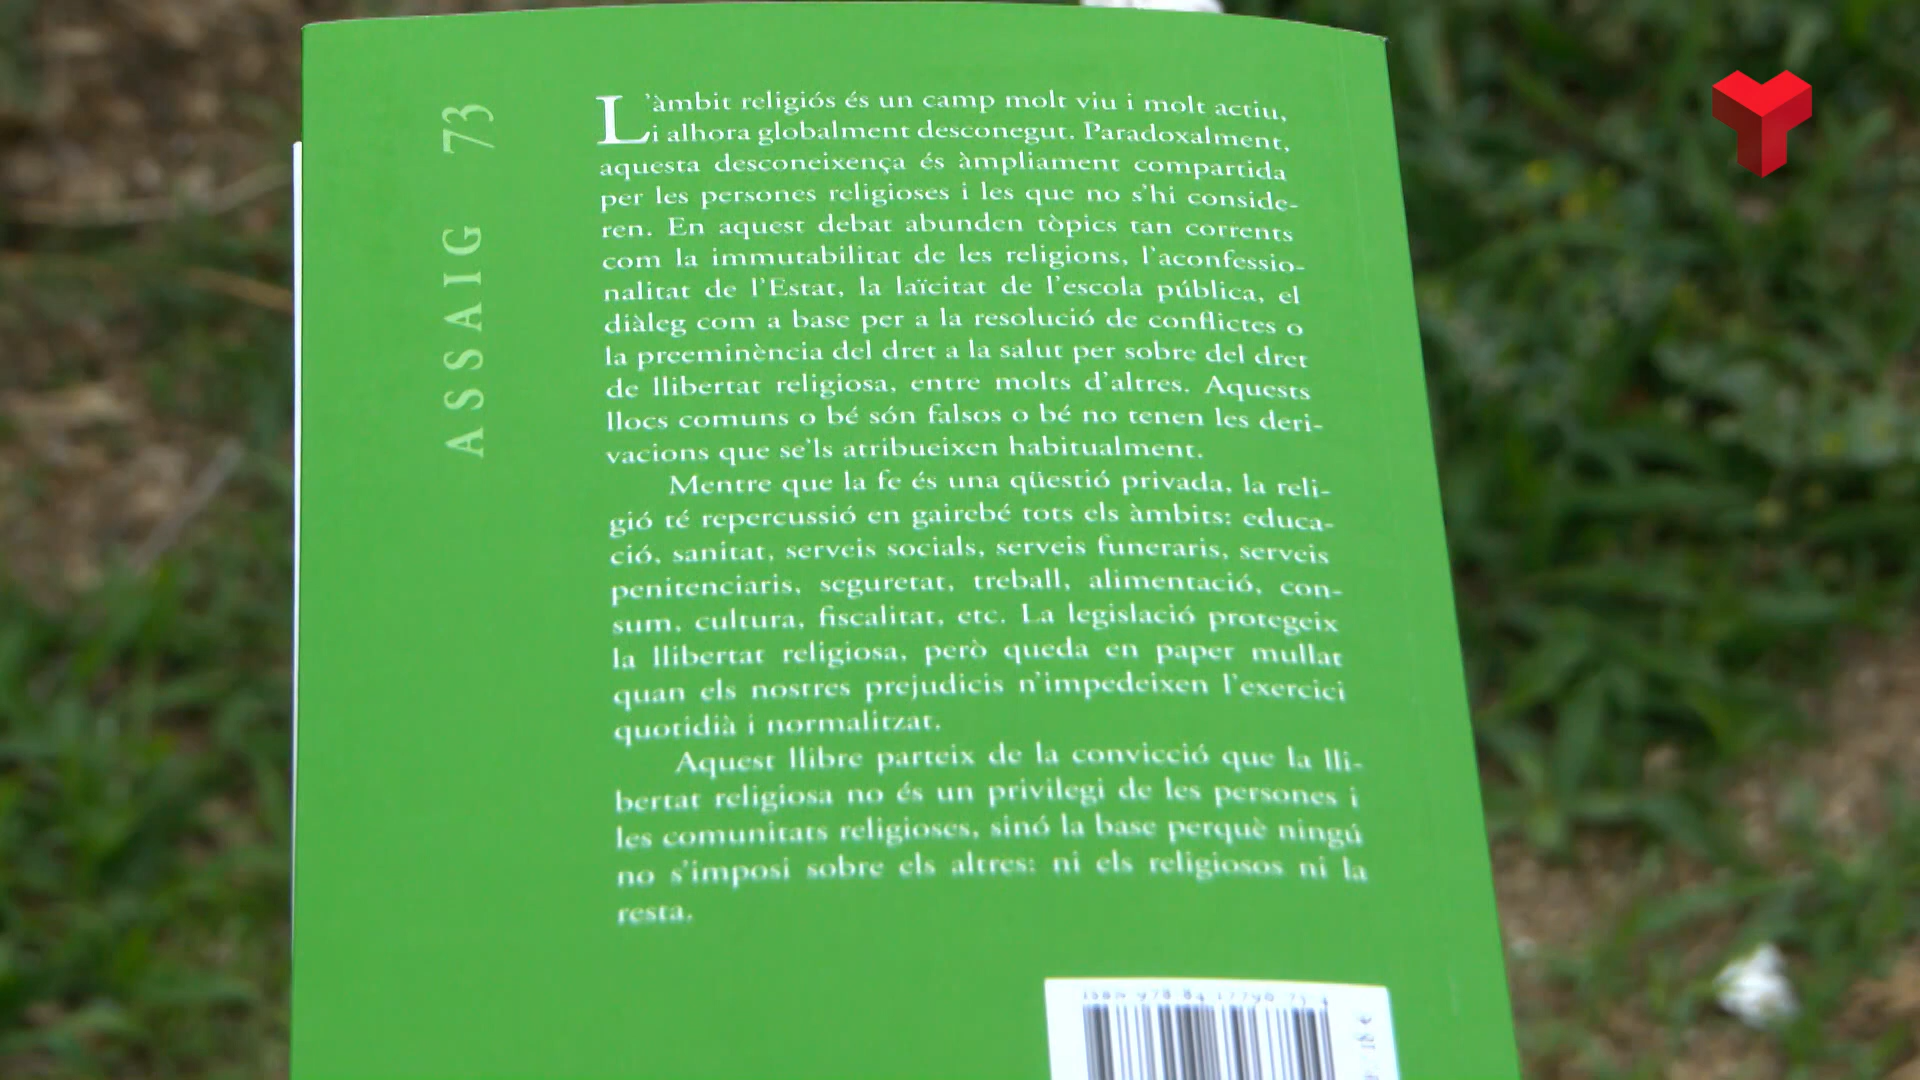 ASSAIG 73
L'àmbit religiós és un camp molt viu i molt actiu,
i alhora globalment desconegut. Paradoxalment,
aquesta desconeixença és àmpliament compartida
per les persones religioses i les que no s'hi conside-
ren. En aquest debat abunden tòpics tan corrents
com la immutabilitat de les religions, l'aconfessio-
nalitat de l'Estat, la laïcitat de l'escola pública, el
diàleg com a base per a la resolució de conflictes o
la preeminència del dret a la salut per sobre del dret
de llibertat religiosa, entre molts d'altres. Aquests
llocs comuns o bé són falsos o bé no tenen les deri-
vacions que se'ls atribueixen habitualment.
Mentre que la fe és una qüestió privada, la reli-
gió té repercussió en gairebé tots els àmbits: educa-
ció, sanitat, serveis socials, serveis funeraris, serveis
penitenciaris, seguretat, treball, alimentació, con-
sum, cultura, fiscalitat, etc. La legislació protegeix
la llibertat religiosa, però queda en paper mullat
quan els nostres prejudicis n'impedeixen l'exercici
quotidià i normalitzat.
Aquest llibre parteix de la convicció que la lli-
bertat religiosa no és un privilegi de les persones i
les comunitats religioses, sinó la base perquè ningú
no s'imposi sobre els altres: ni els religiosos ni la
resta.
ISBN 978 84 17796 73 4